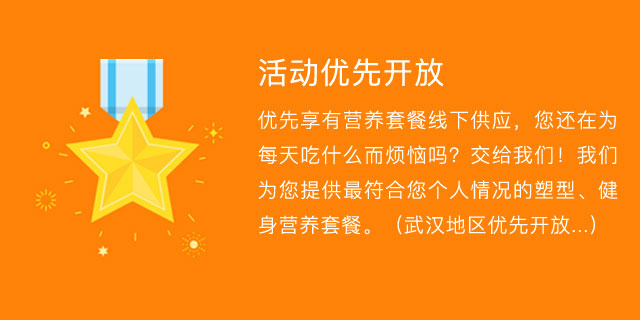 活动优先开放
优先享有营养套餐线下供应，您还在为
每天吃什么而烦恼吗？交给我们！我们
为您提供最符合您个人情况的塑型、健
身营养套餐。（武汉地区优先开放...）